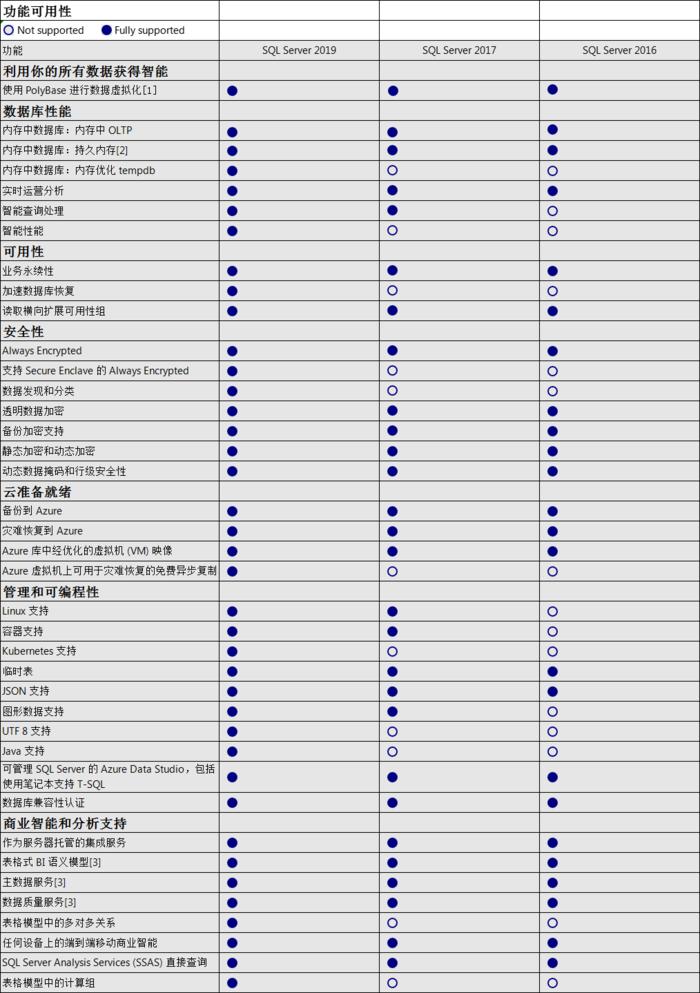 功能可用性
Not supported Fully supported
功能 SQL Server 2019 SQL Server 2017 SQL Server 2016
利用你的所有数据获得智能
使用 PolyBase 进行数据虚拟化[1]
数据库性能
内存中数据库：内存中 OLTP
内存中数据库：持久内存[2]
内存中数据库：内存优化 tempdb
实时运营分析
智能查询处理
智能性能
可用性
业务永续性
加速数据库恢复
读取横向扩展可用性组
安全性
Always Encrypted
支持 Secure Enclave 的 Always Encrypted
数据发现和分类
透明数据加密
备份加密支持
静态加密和动态加密
动态数据掩码和行级安全性
云准备就绪
备份到 Azure
灾难恢复到 Azure
Azure 库中经优化的虚拟机 (VM) 映像
Azure 虚拟机上可用于灾难恢复的免费异步复制
管理和可编程性
Linux 支持
容器支持
Kubernetes 支持
临时表
JSON 支持
图形数据支持
UTF 8 支持
Java 支持
可管理 SQL Server 的 Azure Data Studio，包括
使用笔记本支持 T-SQL
数据库兼容性认证
商业智能和分析支持
作为服务器托管的集成服务
表格式 BI 语义模型[3]
主数据服务[3]
数据质量服务[3]
表格模型中的多对多关系
任何设备上的端到端移动商业智能
SQL Server Analysis Services (SSAS) 直接查询
表格模型中的计算组